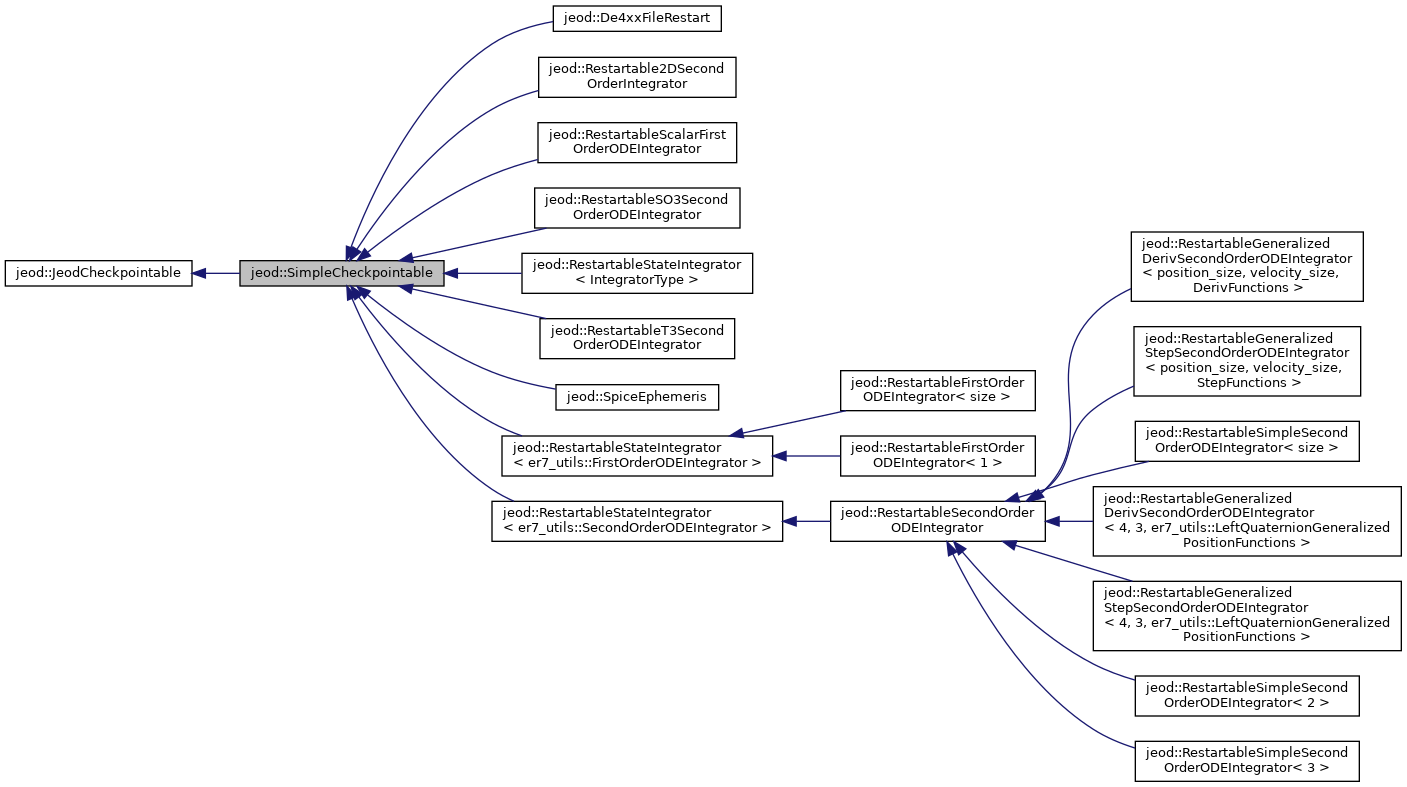 jeod::JeodCheckpointable
jeod::SimpleCheckpointable
jeod::De4xxFileRestart
jeod::Restartable2DSecond
OrderIntegrator
jeod::RestartableScalarFirst
OrderODEIntegrator
jeod::RestartableSO3Second
OrderODEIntegrator
jeod::RestartableStateIntegrator
< IntegratorType >
jeod::RestartableT3Second
OrderODEIntegrator
jeod::SpiceEphemeris
jeod::RestartableStateIntegrator
< er7_utils::FirstOrderODEIntegrator >
jeod::RestartableStateIntegrator
< er7_utils::SecondOrderODEIntegrator >
jeod::RestartableFirstOrder
ODEIntegrator< size >
jeod::RestartableFirstOrder
ODEIntegrator< 1 >
jeod::RestartableSecondOrder
ODEIntegrator
jeod::RestartableGeneralized
DerivSecondOrderODEIntegrator
< position_size, velocity_size,
DerivFunctions >
jeod::RestartableGeneralized
StepSecondOrderODEIntegrator
< position_size, velocity_size,
StepFunctions >
jeod::RestartableSimpleSecond
OrderODEIntegrator< size >
jeod::RestartableGeneralized
DerivSecondOrderODEIntegrator
< 4, 3, er7_utils::LeftQuaternionGeneralized
PositionFunctions >
jeod::RestartableGeneralized
StepSecondOrderODEIntegrator
< 4, 3, er7_utils::LeftQuaternionGeneralized
PositionFunctions >
jeod::RestartableSimpleSecond
OrderODEIntegrator< 2 >
jeod::RestartableSimpleSecond
OrderODEIntegrator< 3 >